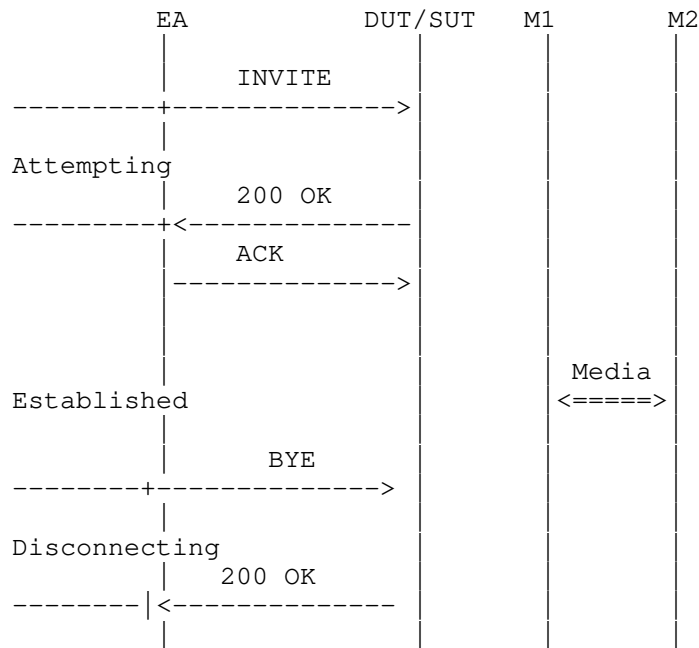 EA DUT/SUT M1 M2
INVITE
Attempting
200 OK
ACK
Media
Established
BYE
Disconnecting
200 OK